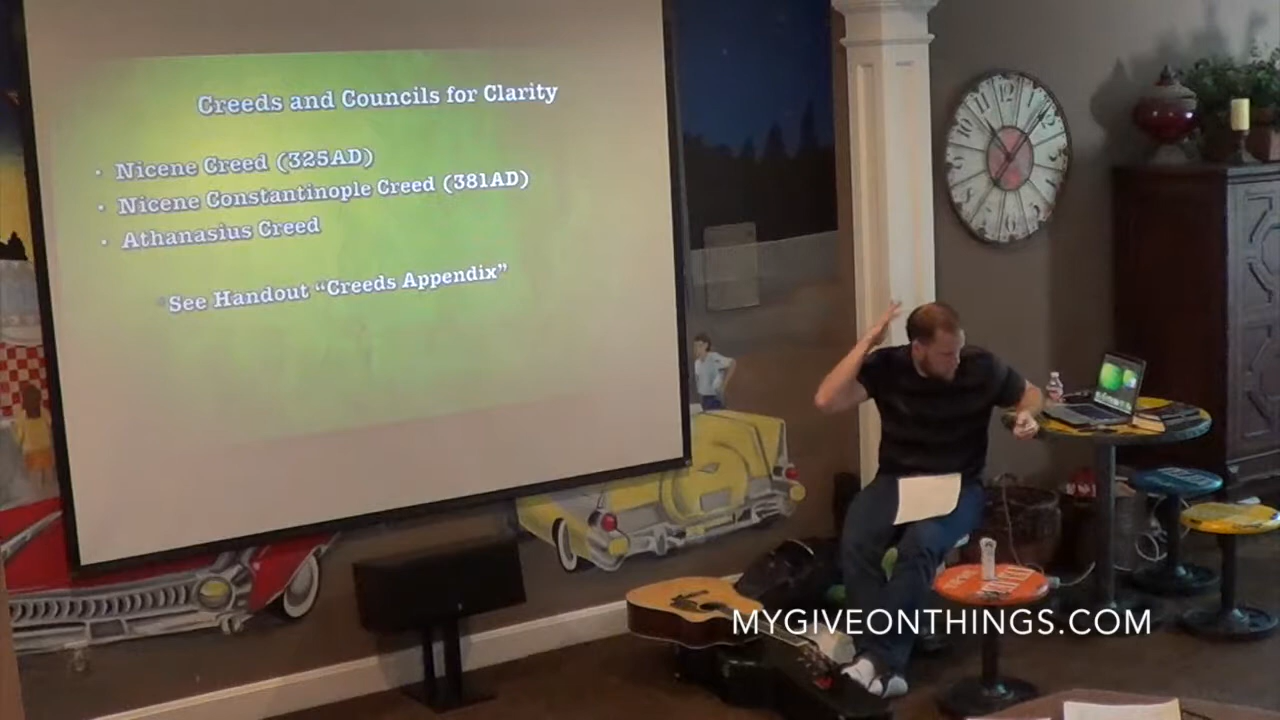 Creeds and Councils for Clarity
· Nicene Creed (325AD)
· Nicene Constantinople Creed (381AD)
· Athanasius Creed
*See Handout “Creeds Appendix”
MYGIVEONTHINGS.COM